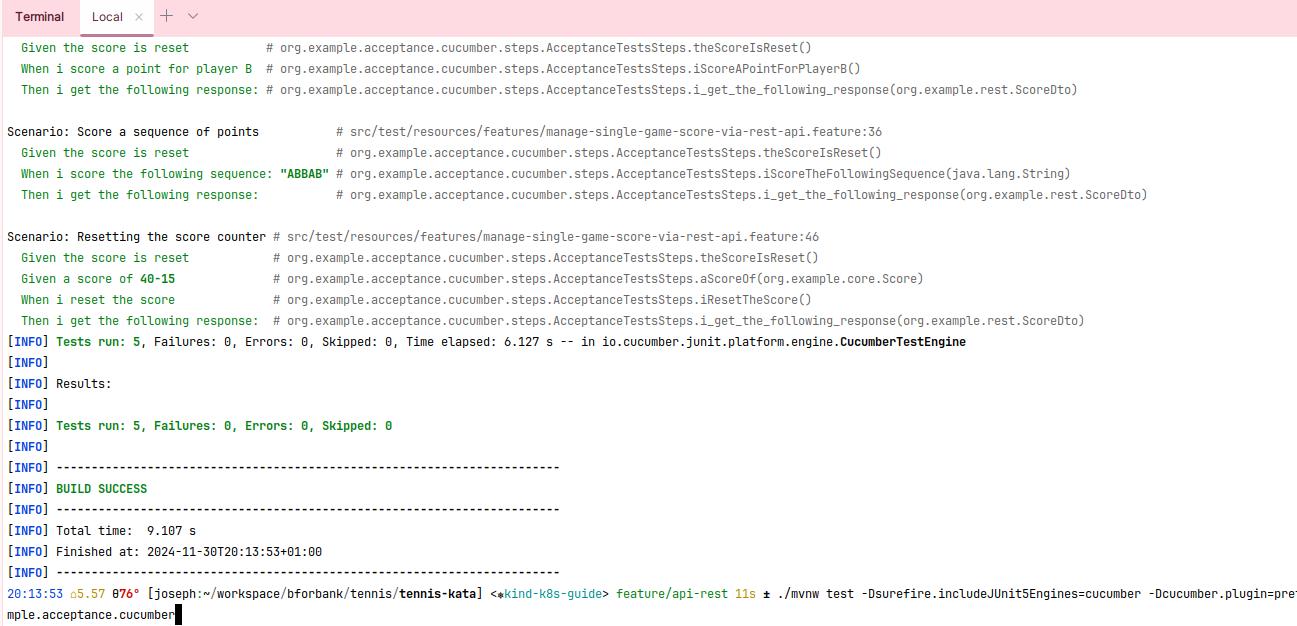 Terminal Local × + ⌄
Given the score is reset # org.example.acceptance.cucumber.steps.AcceptanceTestsSteps.theScoreIsReset()
When i score a point for player B # org.example.acceptance.cucumber.steps.AcceptanceTestsSteps.iScoreAPointForPlayerB()
Then i get the following response: # org.example.acceptance.cucumber.steps.AcceptanceTestsSteps.i_get_the_following_response(org.example.rest.ScoreDto)
Scenario: Score a sequence of points # src/test/resources/features/manage-single-game-score-via-rest-api.feature:36
Given the score is reset # org.example.acceptance.cucumber.steps.AcceptanceTestsSteps.theScoreIsReset()
When i score the following sequence: "ABBAB" # org.example.acceptance.cucumber.steps.AcceptanceTestsSteps.iScoreTheFollowingSequence(java.lang.String)
Then i get the following response: # org.example.acceptance.cucumber.steps.AcceptanceTestsSteps.i_get_the_following_response(org.example.rest.ScoreDto)
Scenario: Resetting the score counter # src/test/resources/features/manage-single-game-score-via-rest-api.feature:46
Given the score is reset # org.example.acceptance.cucumber.steps.AcceptanceTestsSteps.theScoreIsReset()
Given a score of 40-15 # org.example.acceptance.cucumber.steps.AcceptanceTestsSteps.aScoreOf(org.example.core.Score)
When i reset the score # org.example.acceptance.cucumber.steps.AcceptanceTestsSteps.iResetTheScore()
Then i get the following response: # org.example.acceptance.cucumber.steps.AcceptanceTestsSteps.i_get_the_following_response(org.example.rest.ScoreDto)
[INFO] Tests run: 5, Failures: 0, Errors: 0, Skipped: 0, Time elapsed: 6.127 s -- in io.cucumber.junit.platform.engine.CucumberTestEngine
[INFO]
[INFO] Results:
[INFO]
[INFO] Tests run: 5, Failures: 0, Errors: 0, Skipped: 0
[INFO]
[INFO] ------------------------------------------------------------------------
[INFO] BUILD SUCCESS
[INFO] ------------------------------------------------------------------------
[INFO] Total time:  9.107 s
[INFO] Finished at: 2024-11-30T20:13:53+01:00
[INFO] ------------------------------------------------------------------------
20:13:53 ⌂5.57 θ76° [joseph:~/workspace/bforbank/tennis/tennis-kata] <⎈kind-k8s-guide> feature/api-rest 11s ± ./mvnw test -Dsurefire.includeJUnit5Engines=cucumber -Dcucumber.plugin=pre
mple.acceptance.cucumber